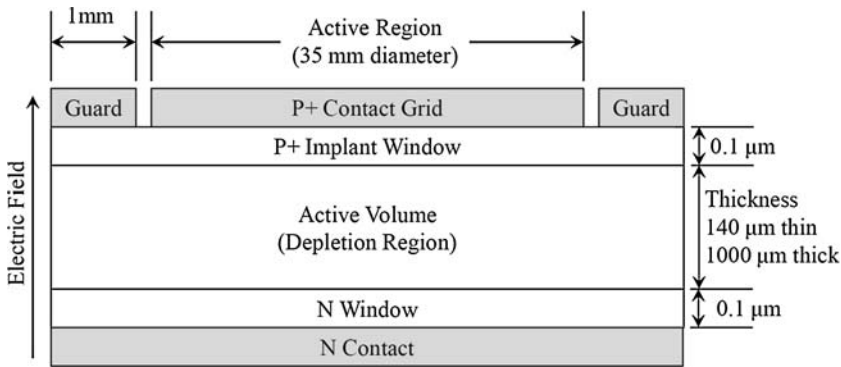 1mm
Active Region
(35 mm diameter)
Guard
P+ Contact Grid
Guard
P+ Implant Window
0.1 μm
Electric Field
Active Volume
(Depletion Region)
Thickness
140 μm thin
1000 μm thick
N Window
0.1 μm
N Contact